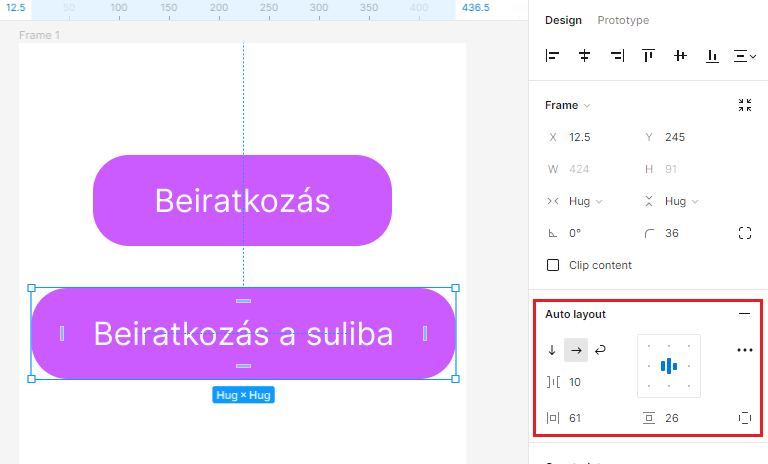 12.5 50 100 150 200 250 300 350 400 436.5
Frame 1
Beiratkozás
Beiratkozás a suliba
Hug × Hug
Design Prototype
Frame
X 12.5 Y 245
W 424 H 91
Hug Hug
0° 36
Clip content
Auto layout
10
61 26